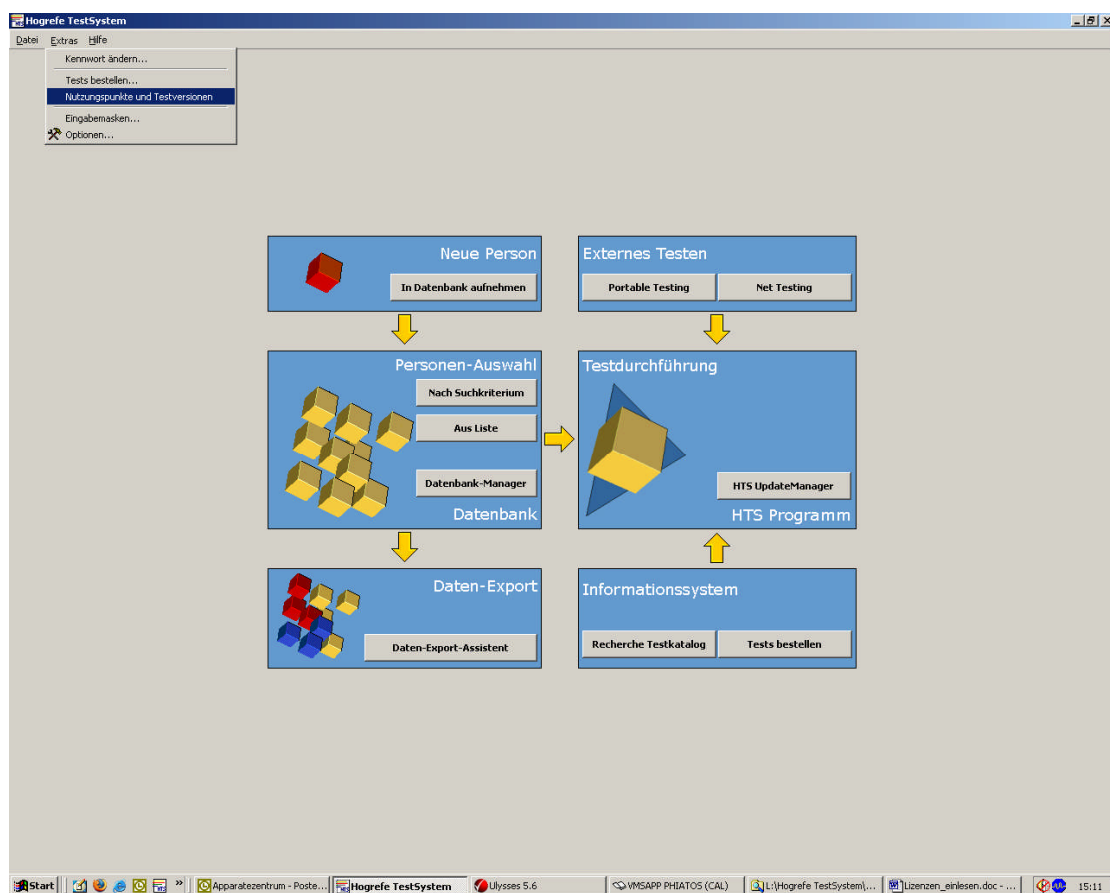 Hogrefe TestSystem
Datei Extras Hilfe
Kennwort ändern...
Tests bestellen...
Nutzungspunkte und Testversionen
Eingabemasken...
Optionen...
Neue Person
In Datenbank aufnehmen
Externes Testen
Portable Testing
Net Testing
Personen-Auswahl
Nach Suchkriterium
Aus Liste
Datenbank-Manager
Datenbank
Testdurchführung
HTS UpdateManager
HTS Programm
Daten-Export
Daten-Export-Assistent
Informationssystem
Recherche Testkatalog
Tests bestellen
Start
»
Apparatezentrum - Poste...
Hogrefe TestSystem
Ulysses 5.6
VMSAPP PHIATOS (CAL)
L:\Hogrefe TestSystem\...
Lizenzen_einlesen.doc - ...
15:11